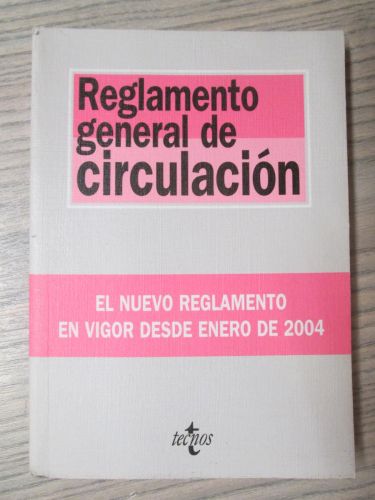 Reglamento
general de
circulación
EL NUEVO REGLAMENTO
EN VIGOR DESDE ENERO DE 2004
tecnos